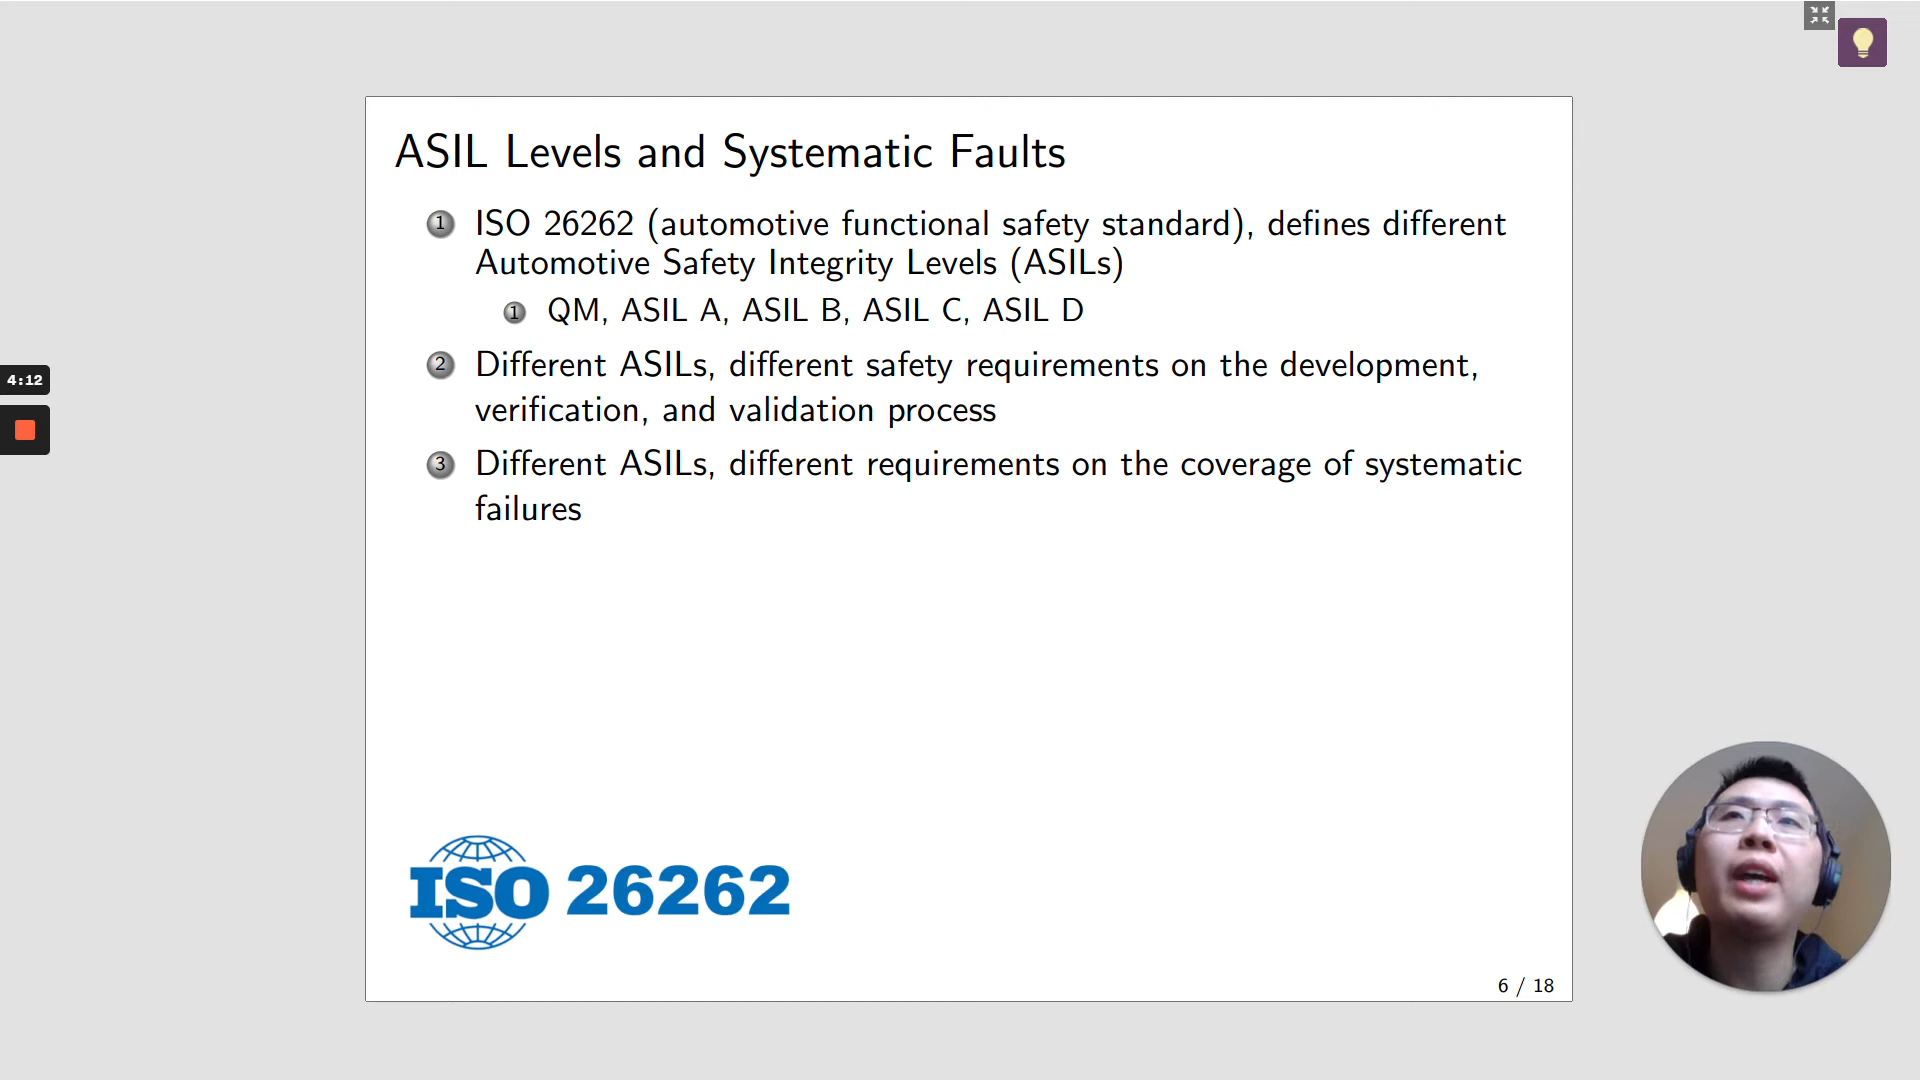 ASIL Levels and Systematic Faults
1 ISO 26262 (automotive functional safety standard), defines different
Automotive Safety Integrity Levels (ASILs)
1 QM, ASIL A, ASIL B, ASIL C, ASIL D
2 Different ASILs, different safety requirements on the development,
verification, and validation process
3 Different ASILs, different requirements on the coverage of systematic
failures
4:12
ISO 26262
6 / 18